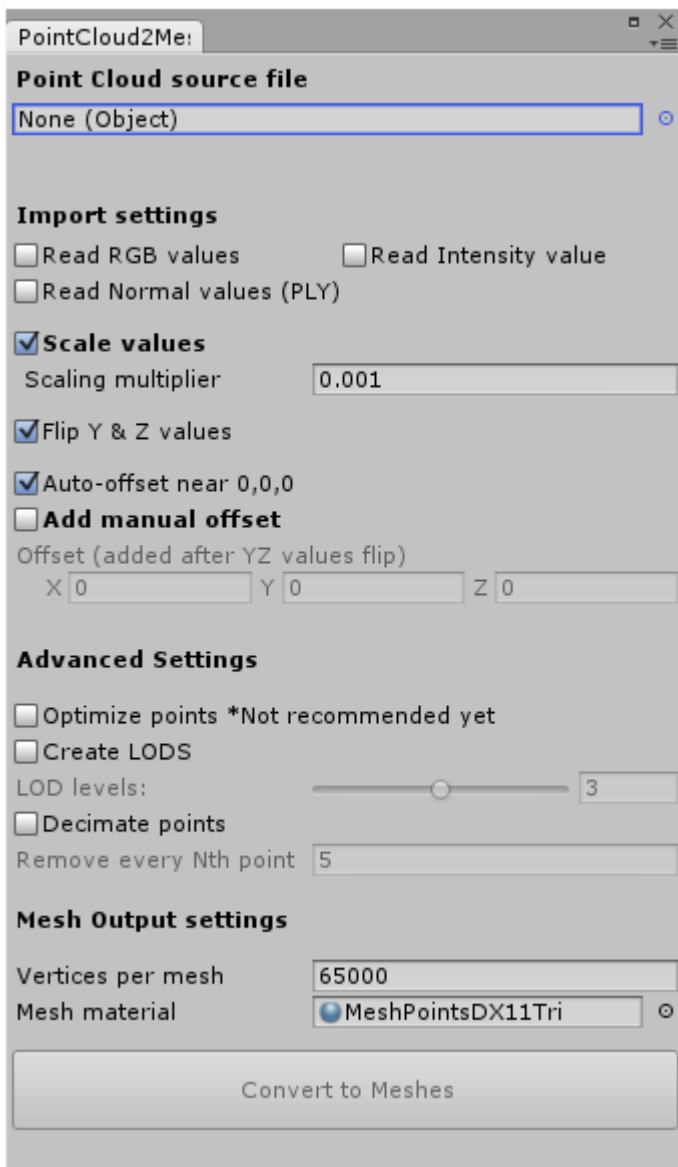 PointCloud2Me:
Point Cloud source file
None (Object)
Import settings
Read RGB values Read Intensity value
Read Normal values (PLY)
Scale values
Scaling multiplier 0.001
Flip Y & Z values
Auto-offset near 0,0,0
Add manual offset
Offset (added after YZ values flip)
X 0 Y 0 Z 0
Advanced Settings
Optimize points *Not recommended yet
Create LODS
LOD levels: 3
Decimate points
Remove every Nth point 5
Mesh Output settings
Vertices per mesh 65000
Mesh material MeshPointsDX11Tri
Convert to Meshes